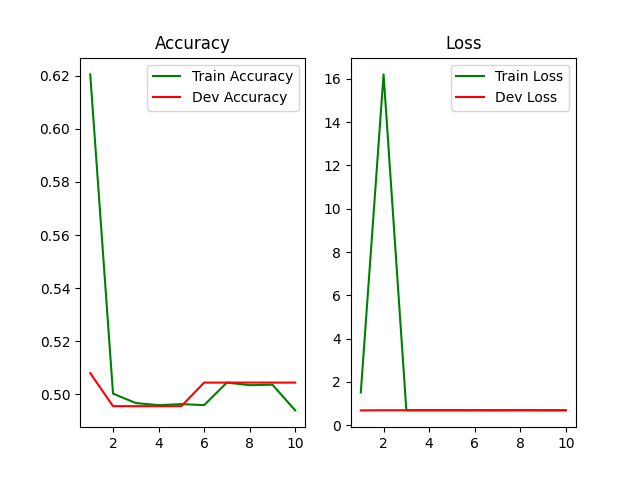 Accuracy
Train Accuracy
Dev Accuracy
0.62
0.60
0.58
0.56
0.54
0.52
0.50
2 4 6 8 10
Loss
Train Loss
Dev Loss
16
14
12
10
8
6
4
2
0
2 4 6 8 10